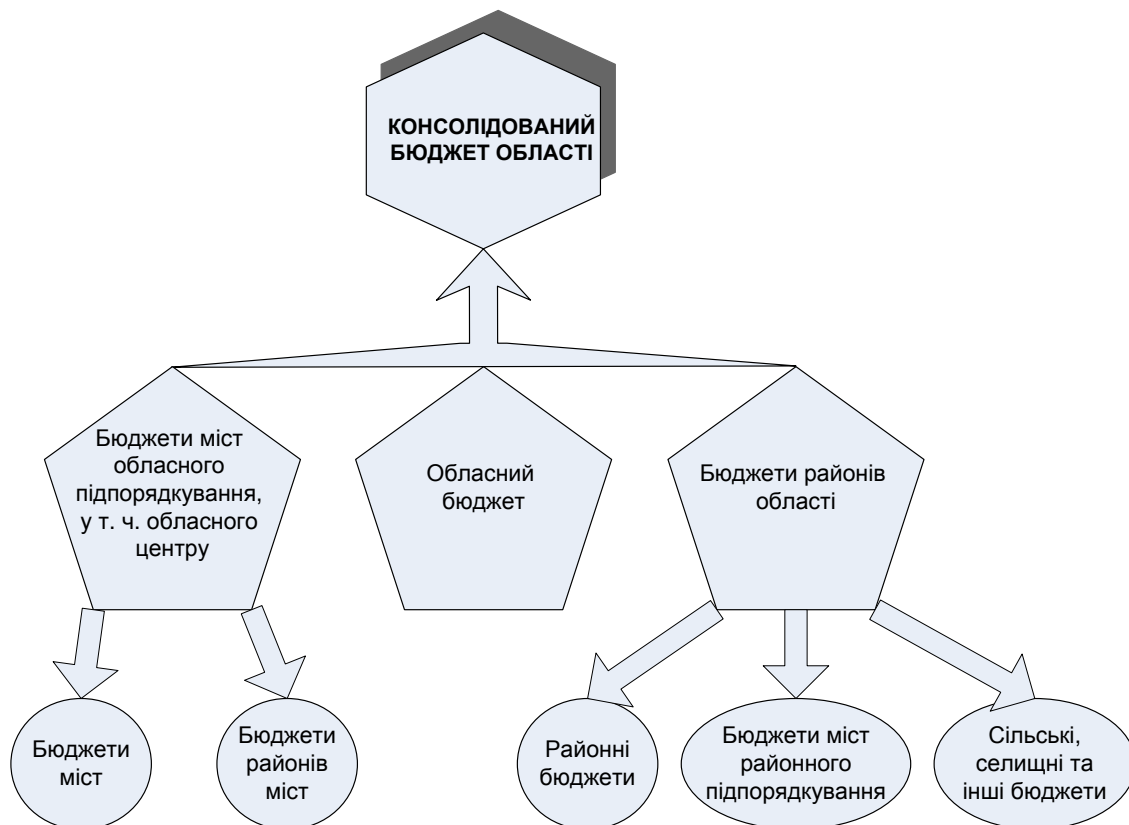 КОНСОЛІДОВАНИЙ
БЮДЖЕТ ОБЛАСТІ
Бюджети міст
обласного
підпорядкування,
у т. ч. обласного
центру
Обласний
бюджет
Бюджети районів
області
Бюджети
міст
Бюджети
районів
міст
Районні
бюджети
Бюджети міст
районного
підпорядкування
Сільські,
селищні та
інші бюджети